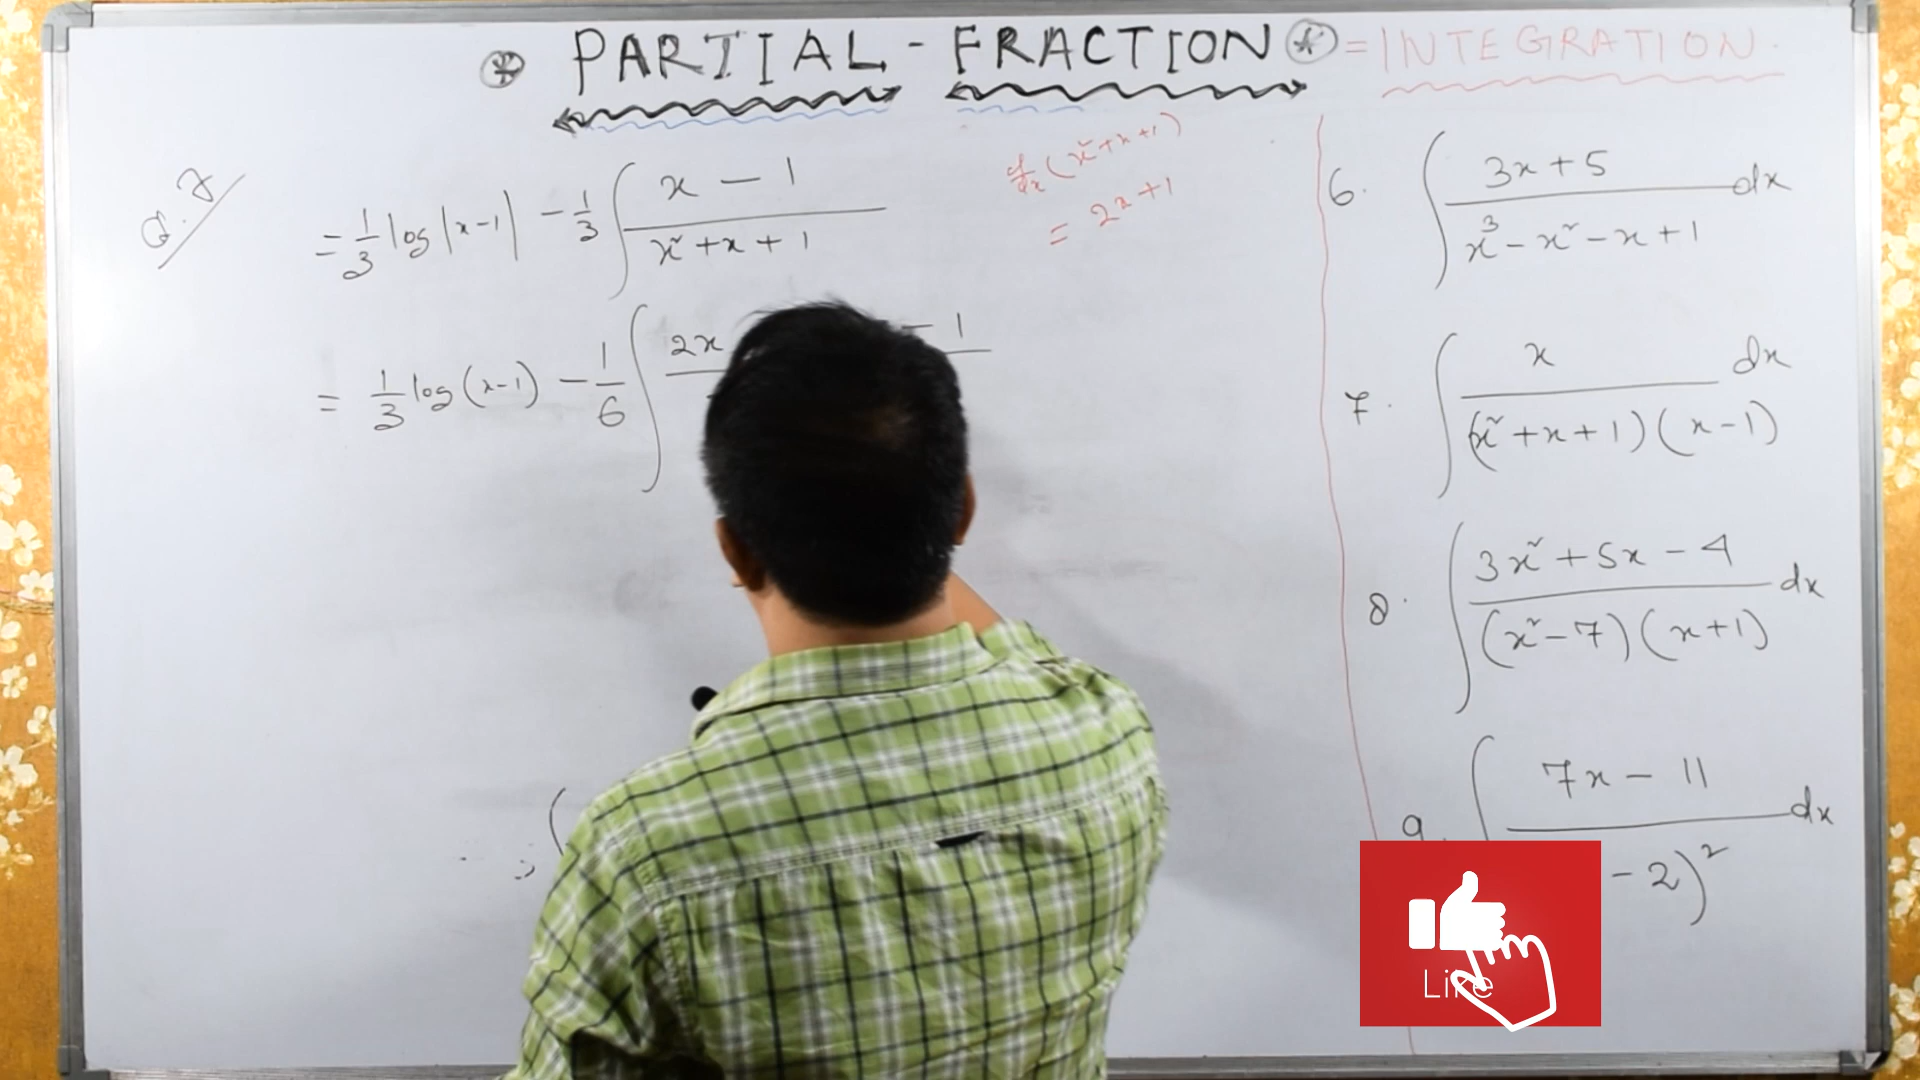 * PARTIAL - FRACTION * = INTEGRATION.
Q.7
= 1/3 log |x-1| - 1/3 ∫ x - 1 / x² + x + 1
d/dx (x² + x + 1)
= 2x + 1
= 1/3 log (x-1) - 1/6 ∫ 2x - 1
6. ∫ 3x + 5 / x³ - x² - x + 1 dx
7. ∫ x / (x² + x + 1) (x - 1) dx
8. ∫ 3x² + 5x - 4 / (x² - 7) (x + 1) dx
9 ∫ 7x - 11 / - 2)² dx
Like